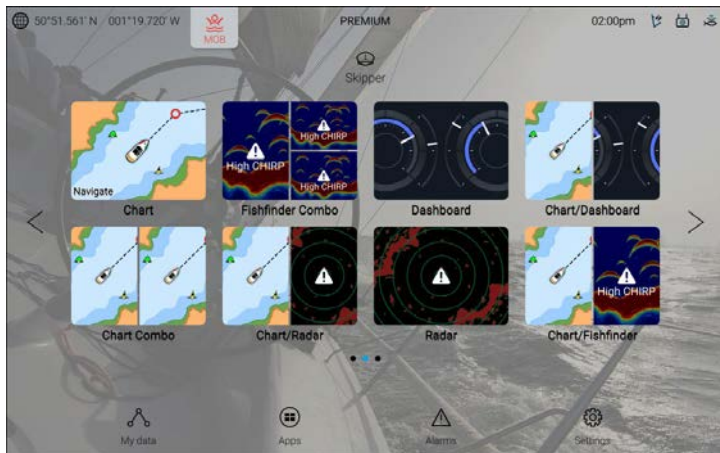 50°51.561' N 001°19.720' W
MOB
PREMIUM
02:00pm
Skipper
Navigate
High CHIRP
High CHIRP
High CHIRP
Chart
Fishfinder Combo
Dashboard
Chart/Dashboard
High CHIRP
Chart Combo
Chart/Radar
Radar
Chart/Fishfinder
My data
Apps
Alarms
Settings